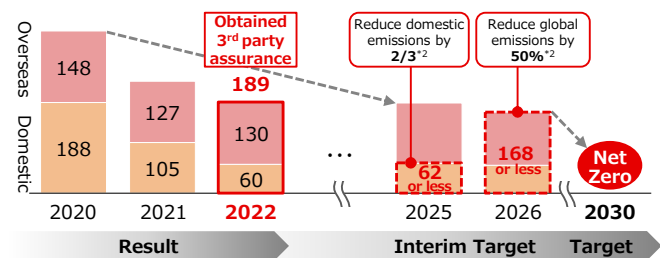 Overseas
Domestic
Obtained
3rd party
assurance
189
Reduce domestic
emissions by
2/3*2
Reduce global
emissions by
50%*2
148
188
127
105
130
60
...
62
or less
168
or less
Net
Zero
2020
2021
2022
2025
2026
2030
Result
Interim Target
Target